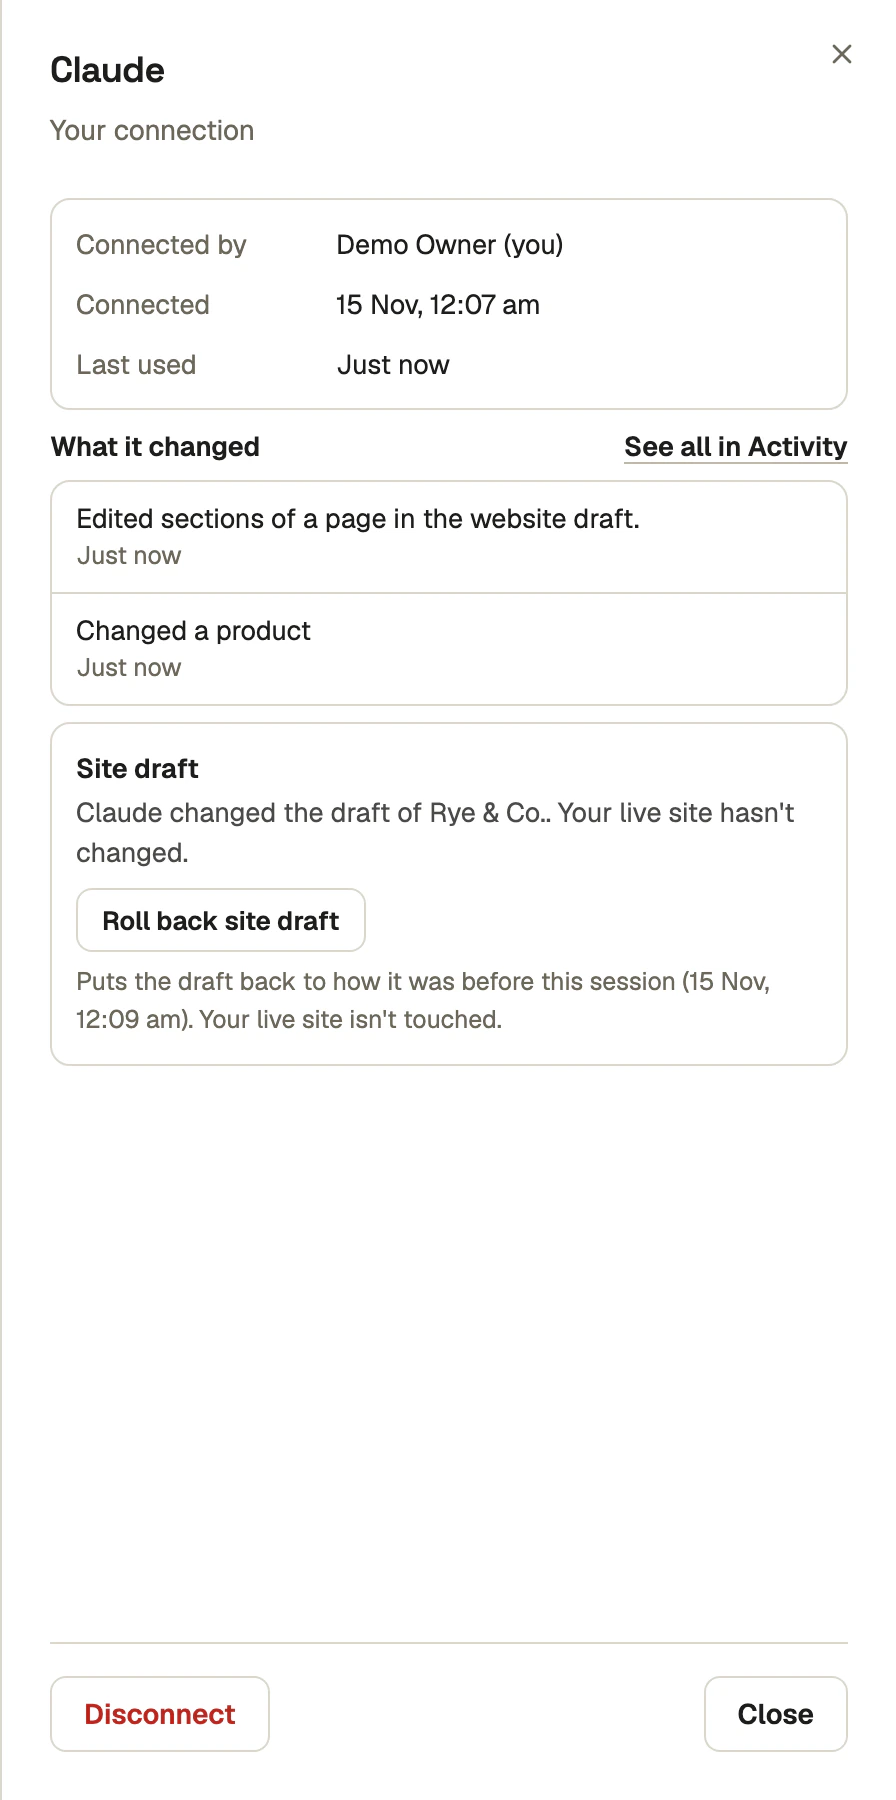 Claude
Your connection
Connected by Demo Owner (you)
Connected 15 Nov, 12:07 am
Last used Just now
What it changed See all in Activity
Edited sections of a page in the website draft.
Just now
Changed a product
Just now
Site draft
Claude changed the draft of Rye & Co.. Your live site hasn't
changed.
Roll back site draft
Puts the draft back to how it was before this session (15 Nov,
12:09 am). Your live site isn't touched.
Disconnect Close